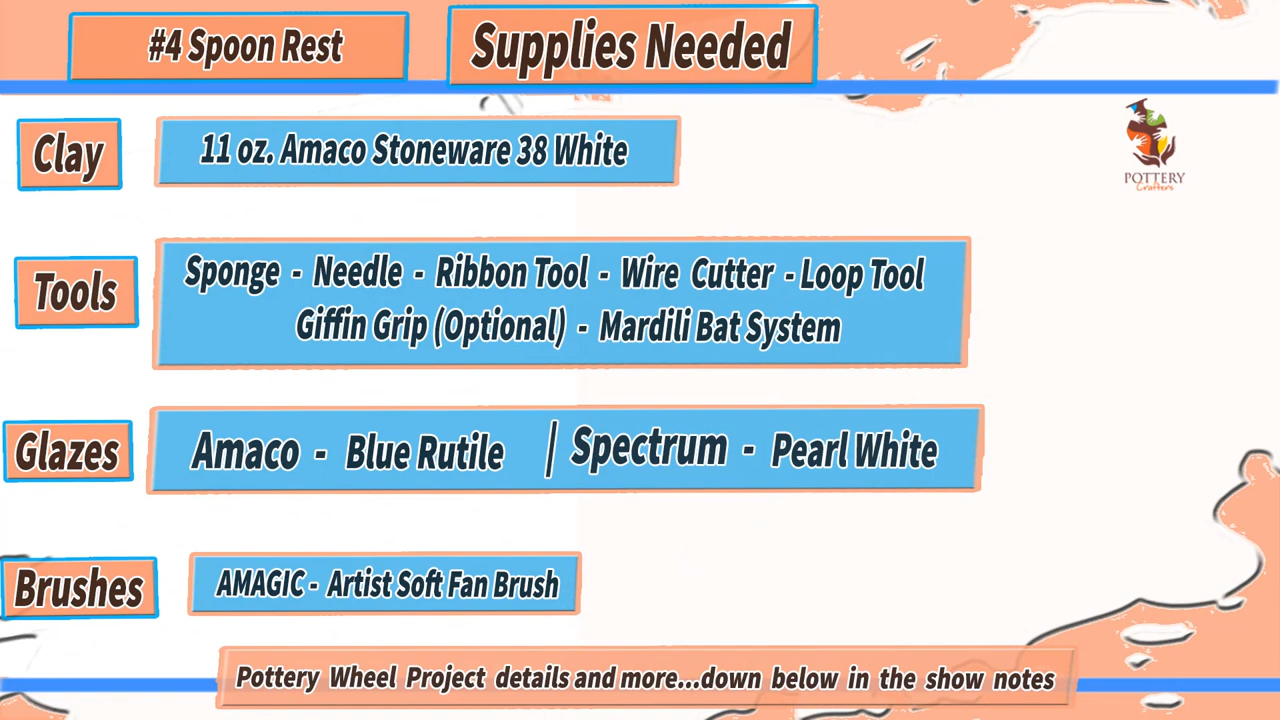 #4 Spoon Rest
Supplies Needed
Clay
11 oz. Amaco Stoneware 38 White
POTTERY
Crafters
Tools
Sponge - Needle - Ribbon Tool - Wire Cutter - Loop Tool
Giffin Grip (Optional) - Mardili Bat System
Glazes
Amaco - Blue Rutile | Spectrum - Pearl White
Brushes
AMAGIC - Artist Soft Fan Brush
Pottery Wheel Project details and more...down below in the show notes